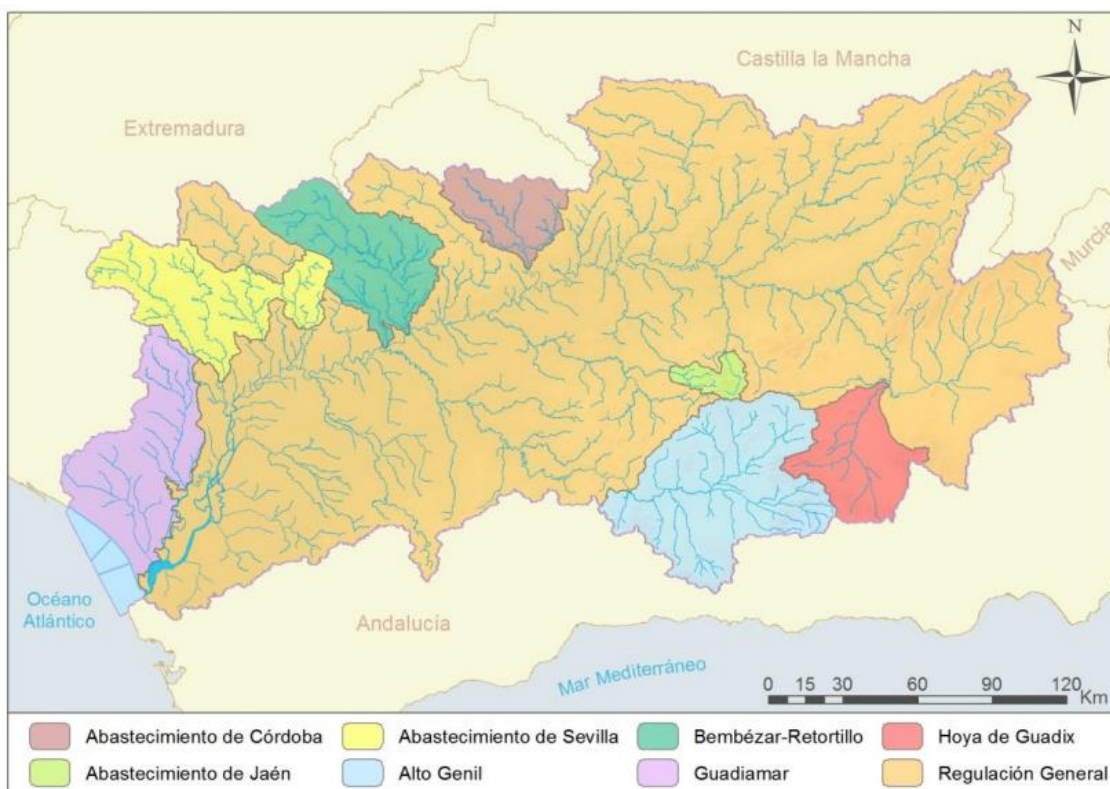 N
Castilla la Mancha
Extremadura
Murcia
Océano
Atlántico
Andalucía
Mar Mediterráneo
0 15 30 60 90 120
Km
Abastecimiento de Córdoba
Abastecimiento de Sevilla
Bembézar-Retortillo
Hoya de Guadix
Abastecimiento de Jaén
Alto Genil
Guadiamar
Regulación General